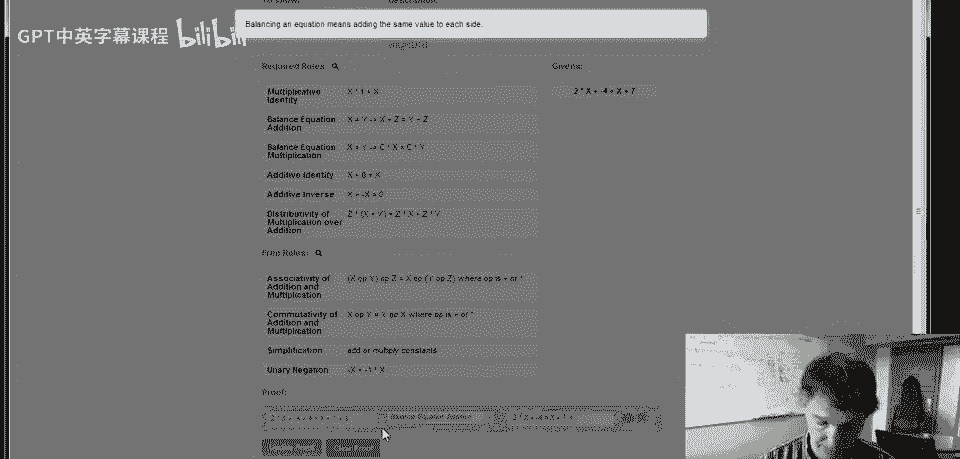 Balancing an equation means adding the same value to each side.
GPT中英字幕课程 bilibili
Required Rules:
Givens:
Multiplicative Identity
X * 1 = X
2 * X + -4 = X + 7
Balance Equation Addition
Balance Equation Multiplication
Additive Identity
X + 0 = X
Additive Inverse
X + -X = 0
Distributivity of Multiplication over Addition
Z * (X + Y) = Z * X + Z * Y
Free Rules:
Associativity of Addition and Multiplication
(X op Y) op Z = X op (Y op Z) where op is + or *
Commutativity of Addition and Multiplication
X op Y = Y op X where op is + or *
Simplification
add or multiply constants
Unary Negation
-X = -1 * X
Proof:
Balance Equation Addition